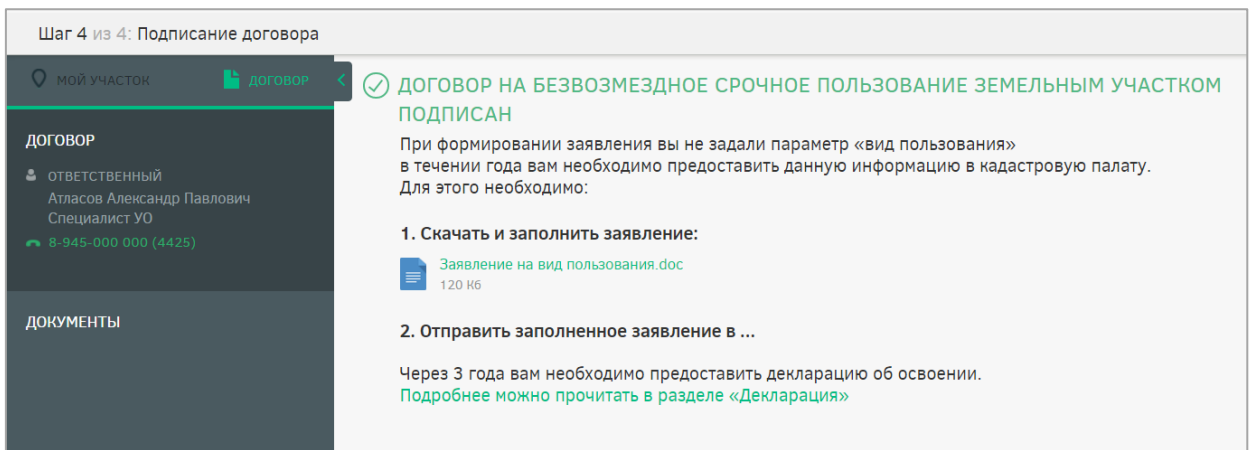 Шаг 4 из 4: Подписание договора
МОЙ УЧАСТОК
ДОГОВОР
ДОГОВОР
ОТВЕТСТВЕННЫЙ
Атласов Александр Павлович
Специалист УО
8-945-000 000 (4425)
ДОКУМЕНТЫ
ДОГОВОР НА БЕЗВОЗМЕЗДНОЕ СРОЧНОЕ ПОЛЬЗОВАНИЕ ЗЕМЕЛЬНЫМ УЧАСТКОМ
ПОДПИСАН
При формировании заявления вы не задали параметр «вид пользования»
в течении года вам необходимо предоставить данную информацию в кадастровую палату.
Для этого необходимо:
1. Скачать и заполнить заявление:
Заявление на вид пользования.doc
120 Кб
2. Отправить заполненное заявление в ...
Через 3 года вам необходимо предоставить декларацию об освоении.
Подробнее можно прочитать в разделе «Декларация»